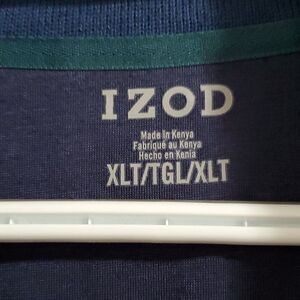 IZOD
Made In Kenya
Fabriqué au Kenya
Hecho en Kenia
XLT/TGL/XLT